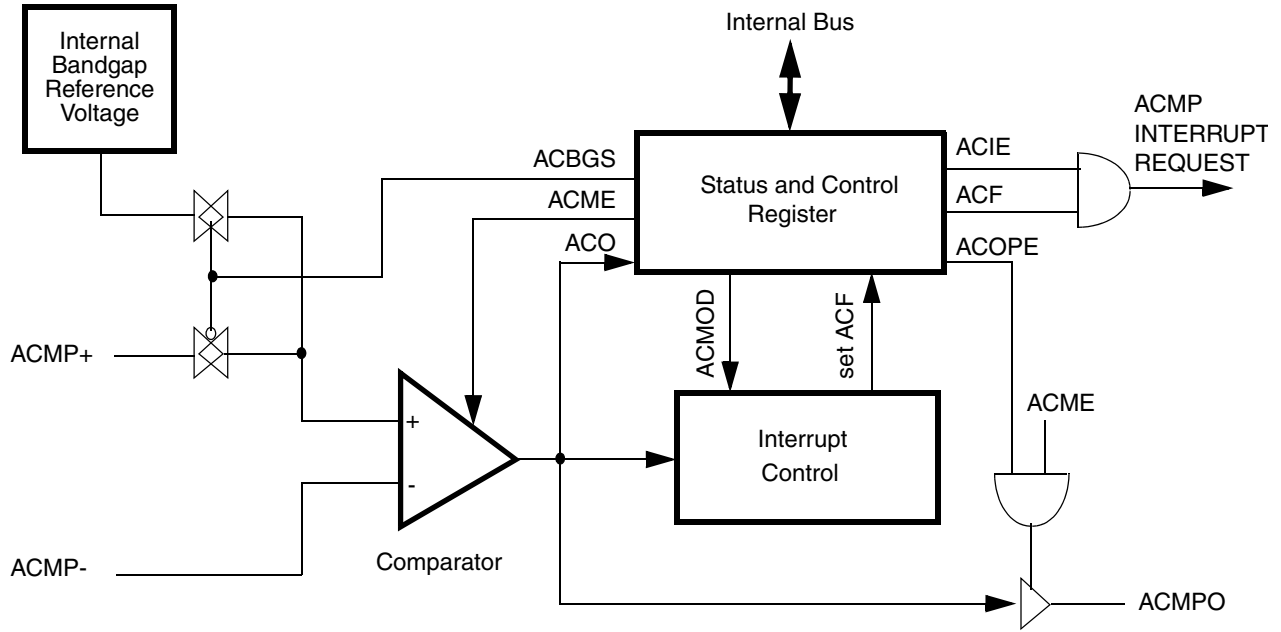 Internal
Bandgap
Reference
Voltage
Internal Bus
ACMP
INTERRUPT
REQUEST
ACBGS
ACME
ACO
Status and Control
Register
ACIE
ACF
ACOPE
ACMOD
set ACF
ACMP+
+
-
Interrupt
Control
ACME
Comparator
ACMP-
ACMPO